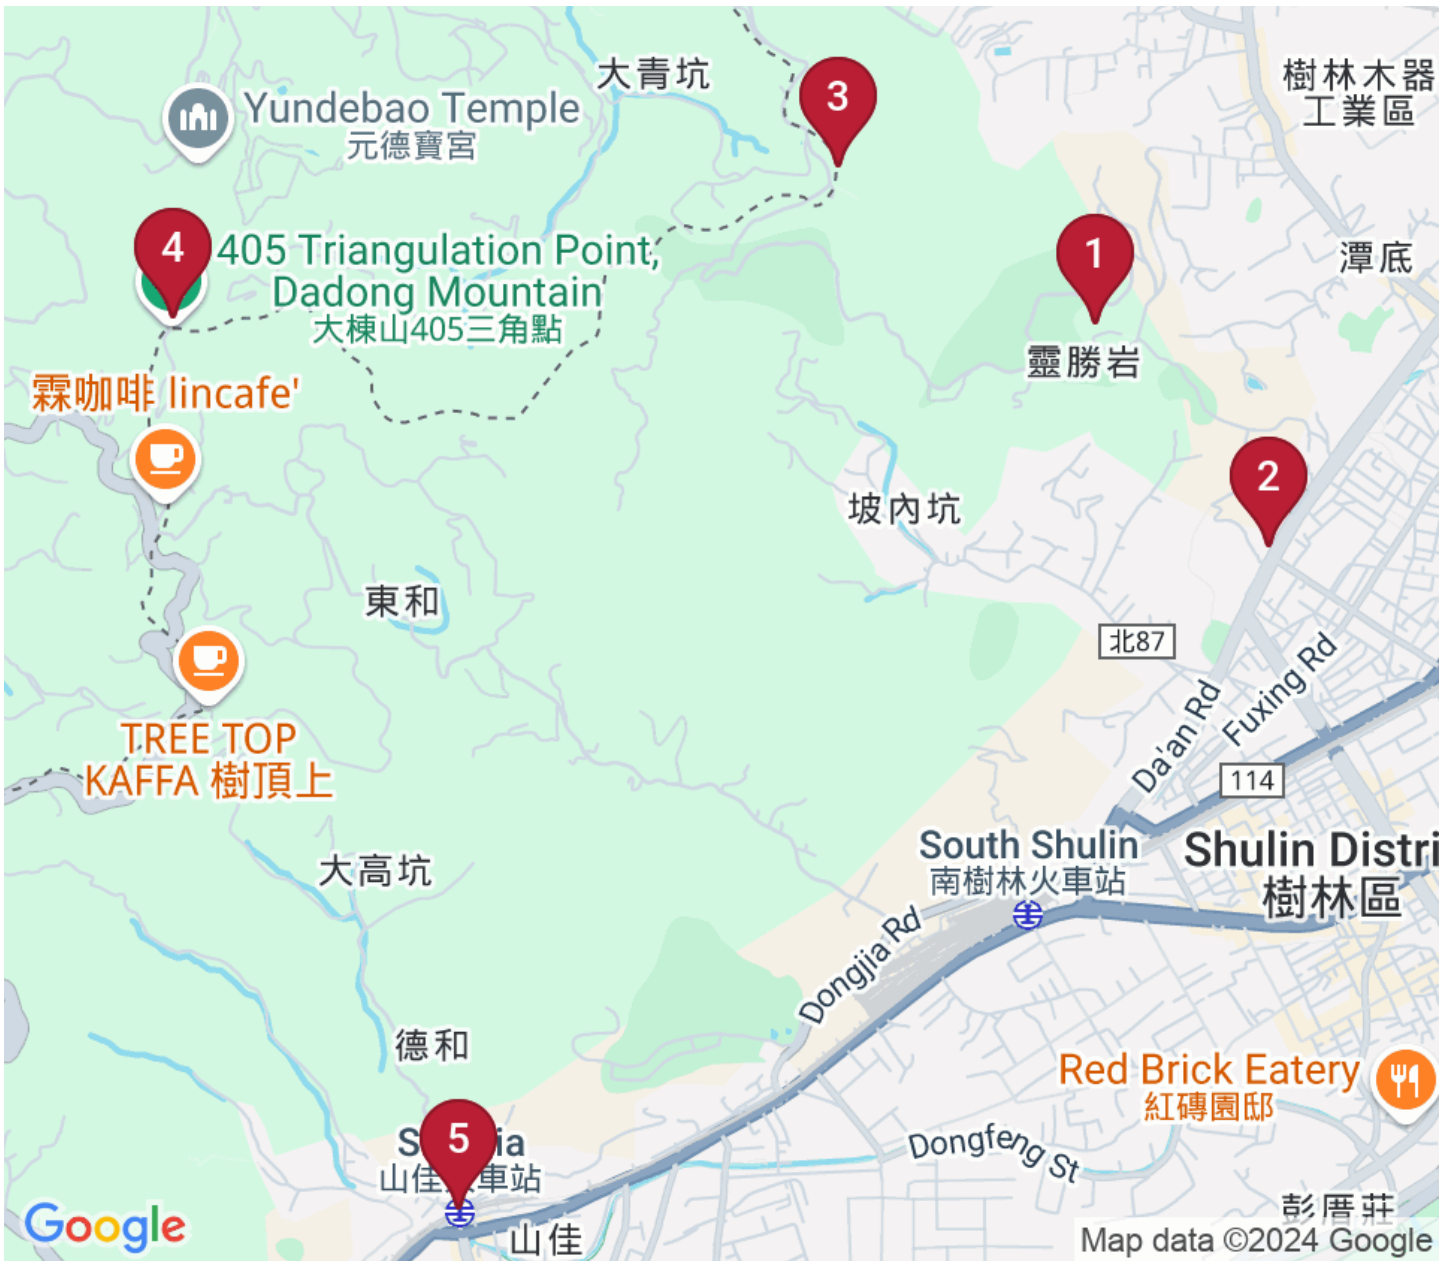 大青坑
3
樹林木器
工業區
Yundebao Temple
元德寶宮
4
405 Triangulation Point,
Dadong Mountain
大棟山405三角點
1
潭底
靈勝岩
霖咖啡 lincafe'
2
坡內坑
東和
北87
Fuxing Rd
Da'an Rd
TREE TOP
KAFFA 樹頂上
114
South Shulin
南樹林火車站
Shulin Distri
樹林區
大高坑
Dongjia Rd
德和
Red Brick Eatery
紅磚園邸
5
山佳 車站
Dongfeng St
山佳
彭厝莊
Google
Map data ©2024 Google